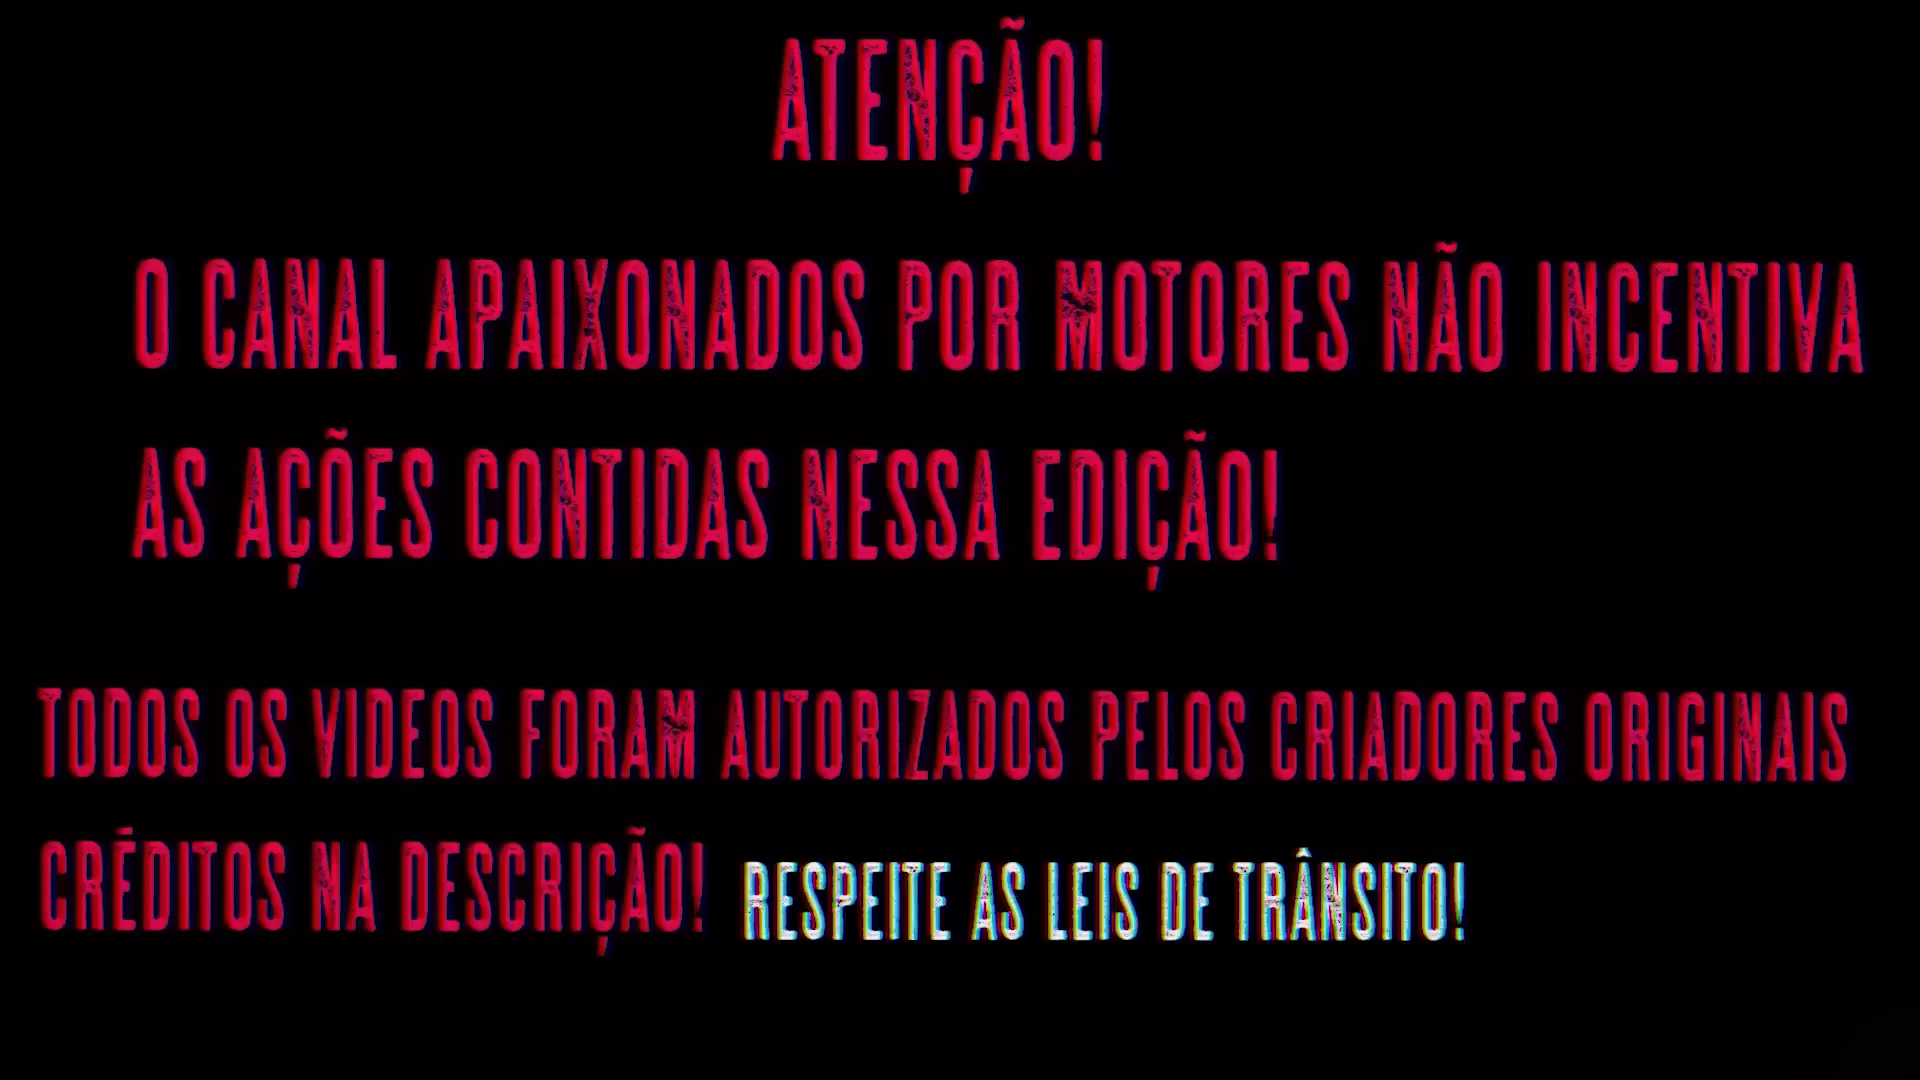 ATENÇÃO!
O CANAL APAIXONADOS POR MOTORES NÃO INCENTIVA
AS AÇÕES CONTIDAS NESSA EDIÇÃO!
TODOS OS VIDEOS FORAM AUTORIZADOS PELOS CRIADORES ORIGINAIS
CRÉDITOS NA DESCRIÇÃO! RESPEITE AS LEIS DE TRÂNSITO!